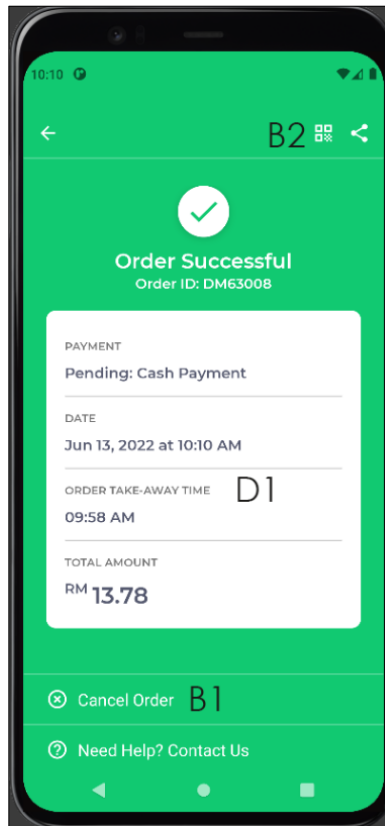 10:10
B2
Order Successful
Order ID: DM63008
PAYMENT
Pending: Cash Payment
DATE
Jun 13, 2022 at 10:10 AM
ORDER TAKE-AWAY TIME D1
09:58 AM
TOTAL AMOUNT
RM 13.78
Cancel Order B1
Need Help? Contact Us